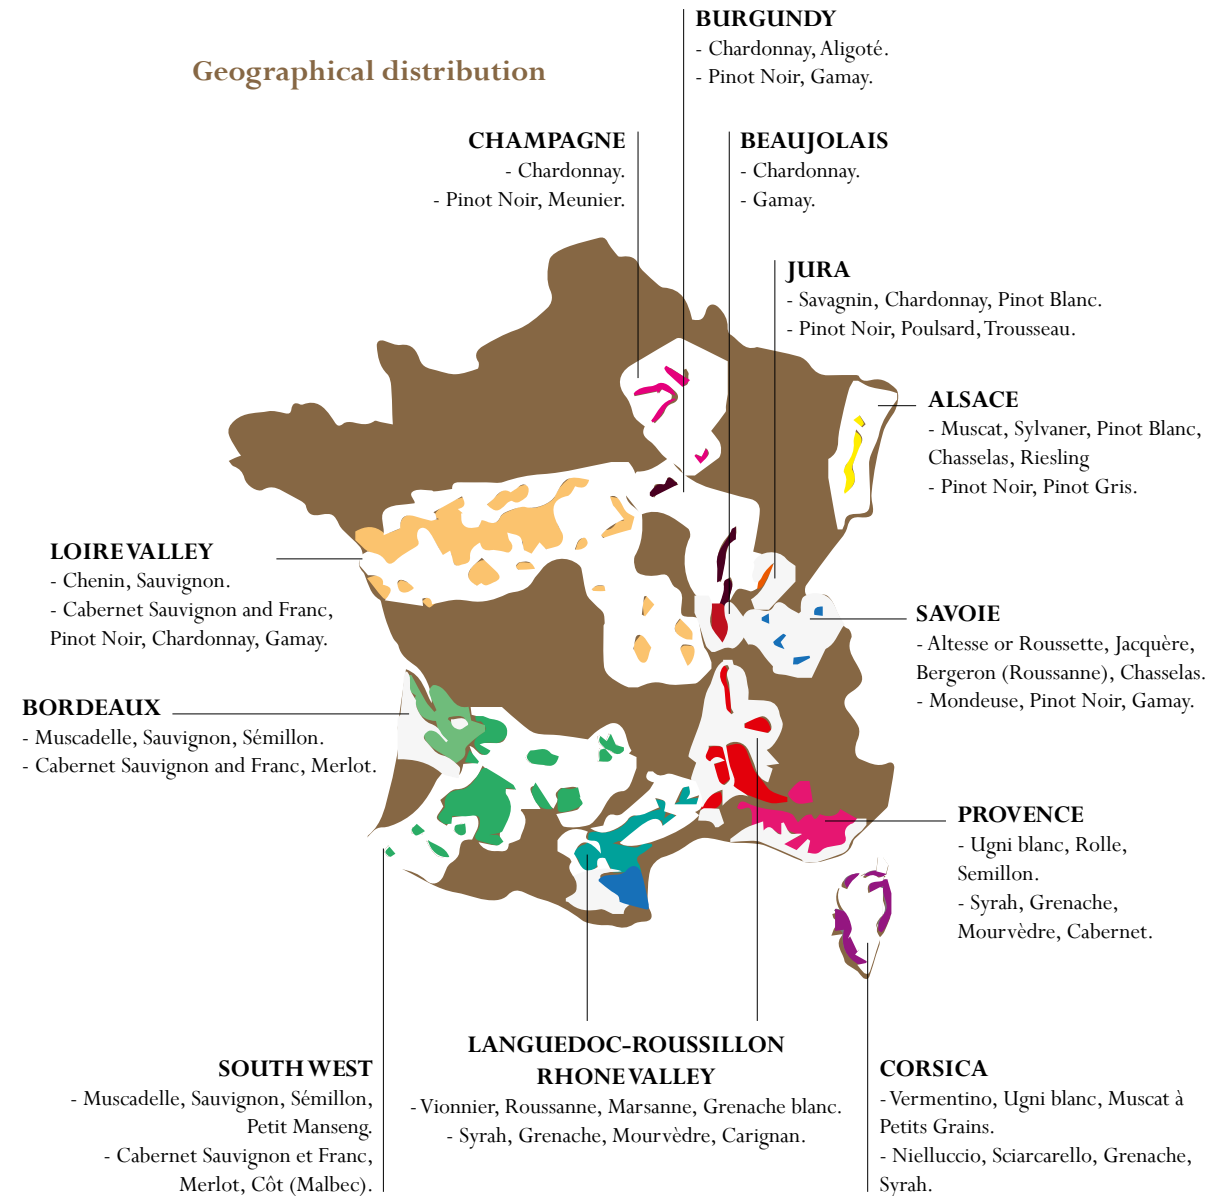 BURGUNDY
- Chardonnay, Aligoté.
- Pinot Noir, Gamay.
Geographical distribution
CHAMPAGNE
- Chardonnay.
- Pinot Noir, Meunier.
BEAUJOLAIS
- Chardonnay.
- Gamay.
JURA
- Savagnin, Chardonnay, Pinot Blanc.
- Pinot Noir, Poulsard, Trousseau.
ALSACE
- Muscat, Sylvaner, Pinot Blanc,
Chasselas, Riesling
- Pinot Noir, Pinot Gris.
LOIRE VALLEY
- Chenin, Sauvignon.
- Cabernet Sauvignon and Franc,
Pinot Noir, Chardonnay, Gamay.
SAVOIE
- Altesse or Roussette, Jacquère,
Bergeron (Roussanne), Chasselas.
- Mondeuse, Pinot Noir, Gamay.
BORDEAUX
- Muscadelle, Sauvignon, Sémillon.
- Cabernet Sauvignon and Franc, Merlot.
PROVENCE
- Ugni blanc, Rolle,
Semillon.
- Syrah, Grenache,
Mourvèdre, Cabernet.
LANGUEDOC-ROUSSILLON
RHONE VALLEY
- Vionnier, Roussanne, Marsanne, Grenache blanc.
- Syrah, Grenache, Mourvèdre, Carignan.
SOUTH WEST
- Muscadelle, Sauvignon, Sémillon,
Petit Manseng.
- Cabernet Sauvignon et Franc,
Merlot, Côt (Malbec).
CORSICA
- Vermentino, Ugni blanc, Muscat à
Petits Grains.
- Nielluccio, Sciarcarello, Grenache,
Syrah.